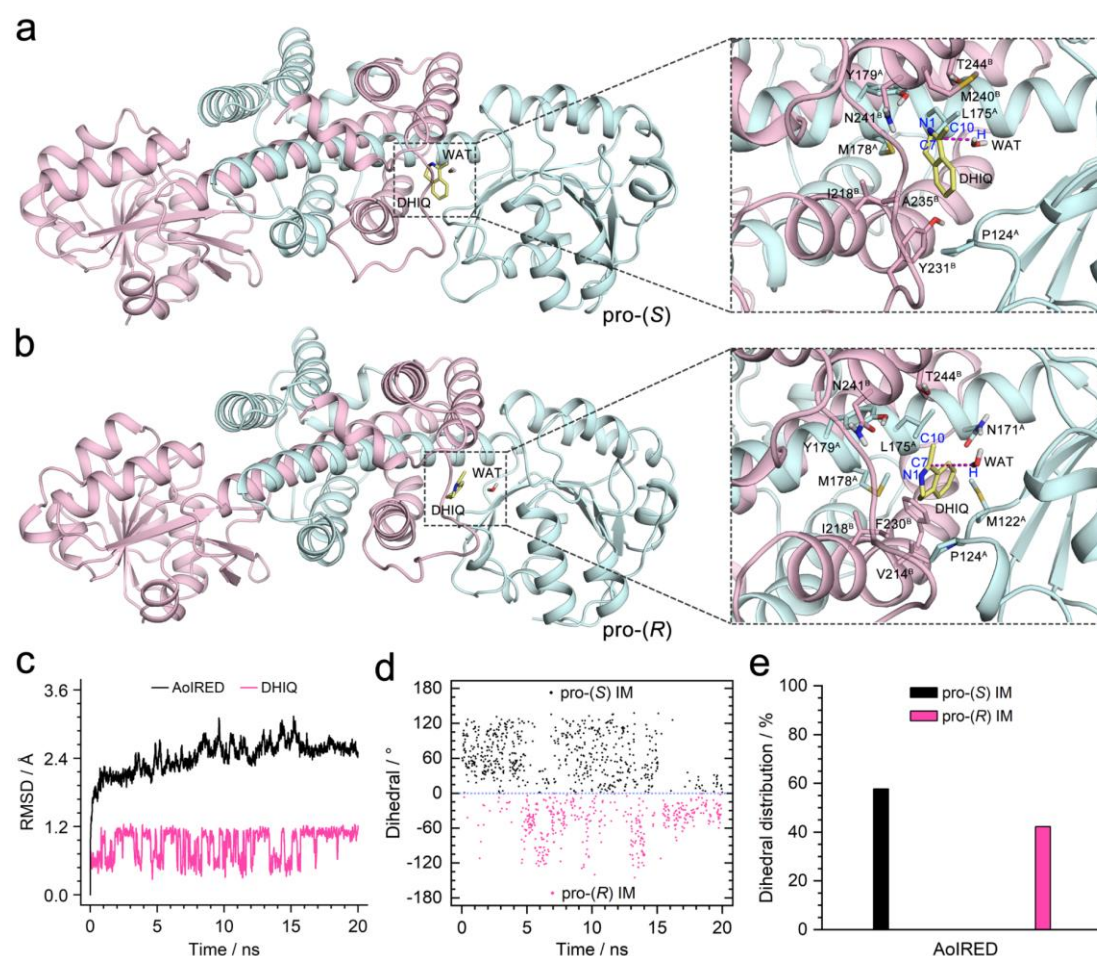 a
WAT
DHIQ
pro-(S)
Y179ᴬ
T244ᴮ
M240ᴮ
N241ᴮ
N1
L175ᴬ
C10
H
C7
WAT
M178ᴬ
I218ᴮ
A235ᴮ
P124ᴬ
Y231ᴮ
b
WAT
DHIQ
pro-(R)
N241ᴮ
T244ᴮ
N171ᴬ
Y179ᴬ
L175ᴬ
C10
C7
WAT
N1
H
M178ᴬ
DHIQ
M122ᴬ
I218ᴮ
F230ᴮ
P124ᴬ
V214ᴮ
c
AoIRED
DHIQ
3.6
2.4
1.2
0.0
RMSD / Å
0 5 10 15 20
Time / ns
d
pro-(S) IM
180
120
60
0
-60
-120
-180
Dihedral / °
pro-(R) IM
0 5 10 15 20
Time / ns
e
pro-(S) IM
pro-(R) IM
100
80
60
40
20
0
Dihedral distribution / %
AoIRED